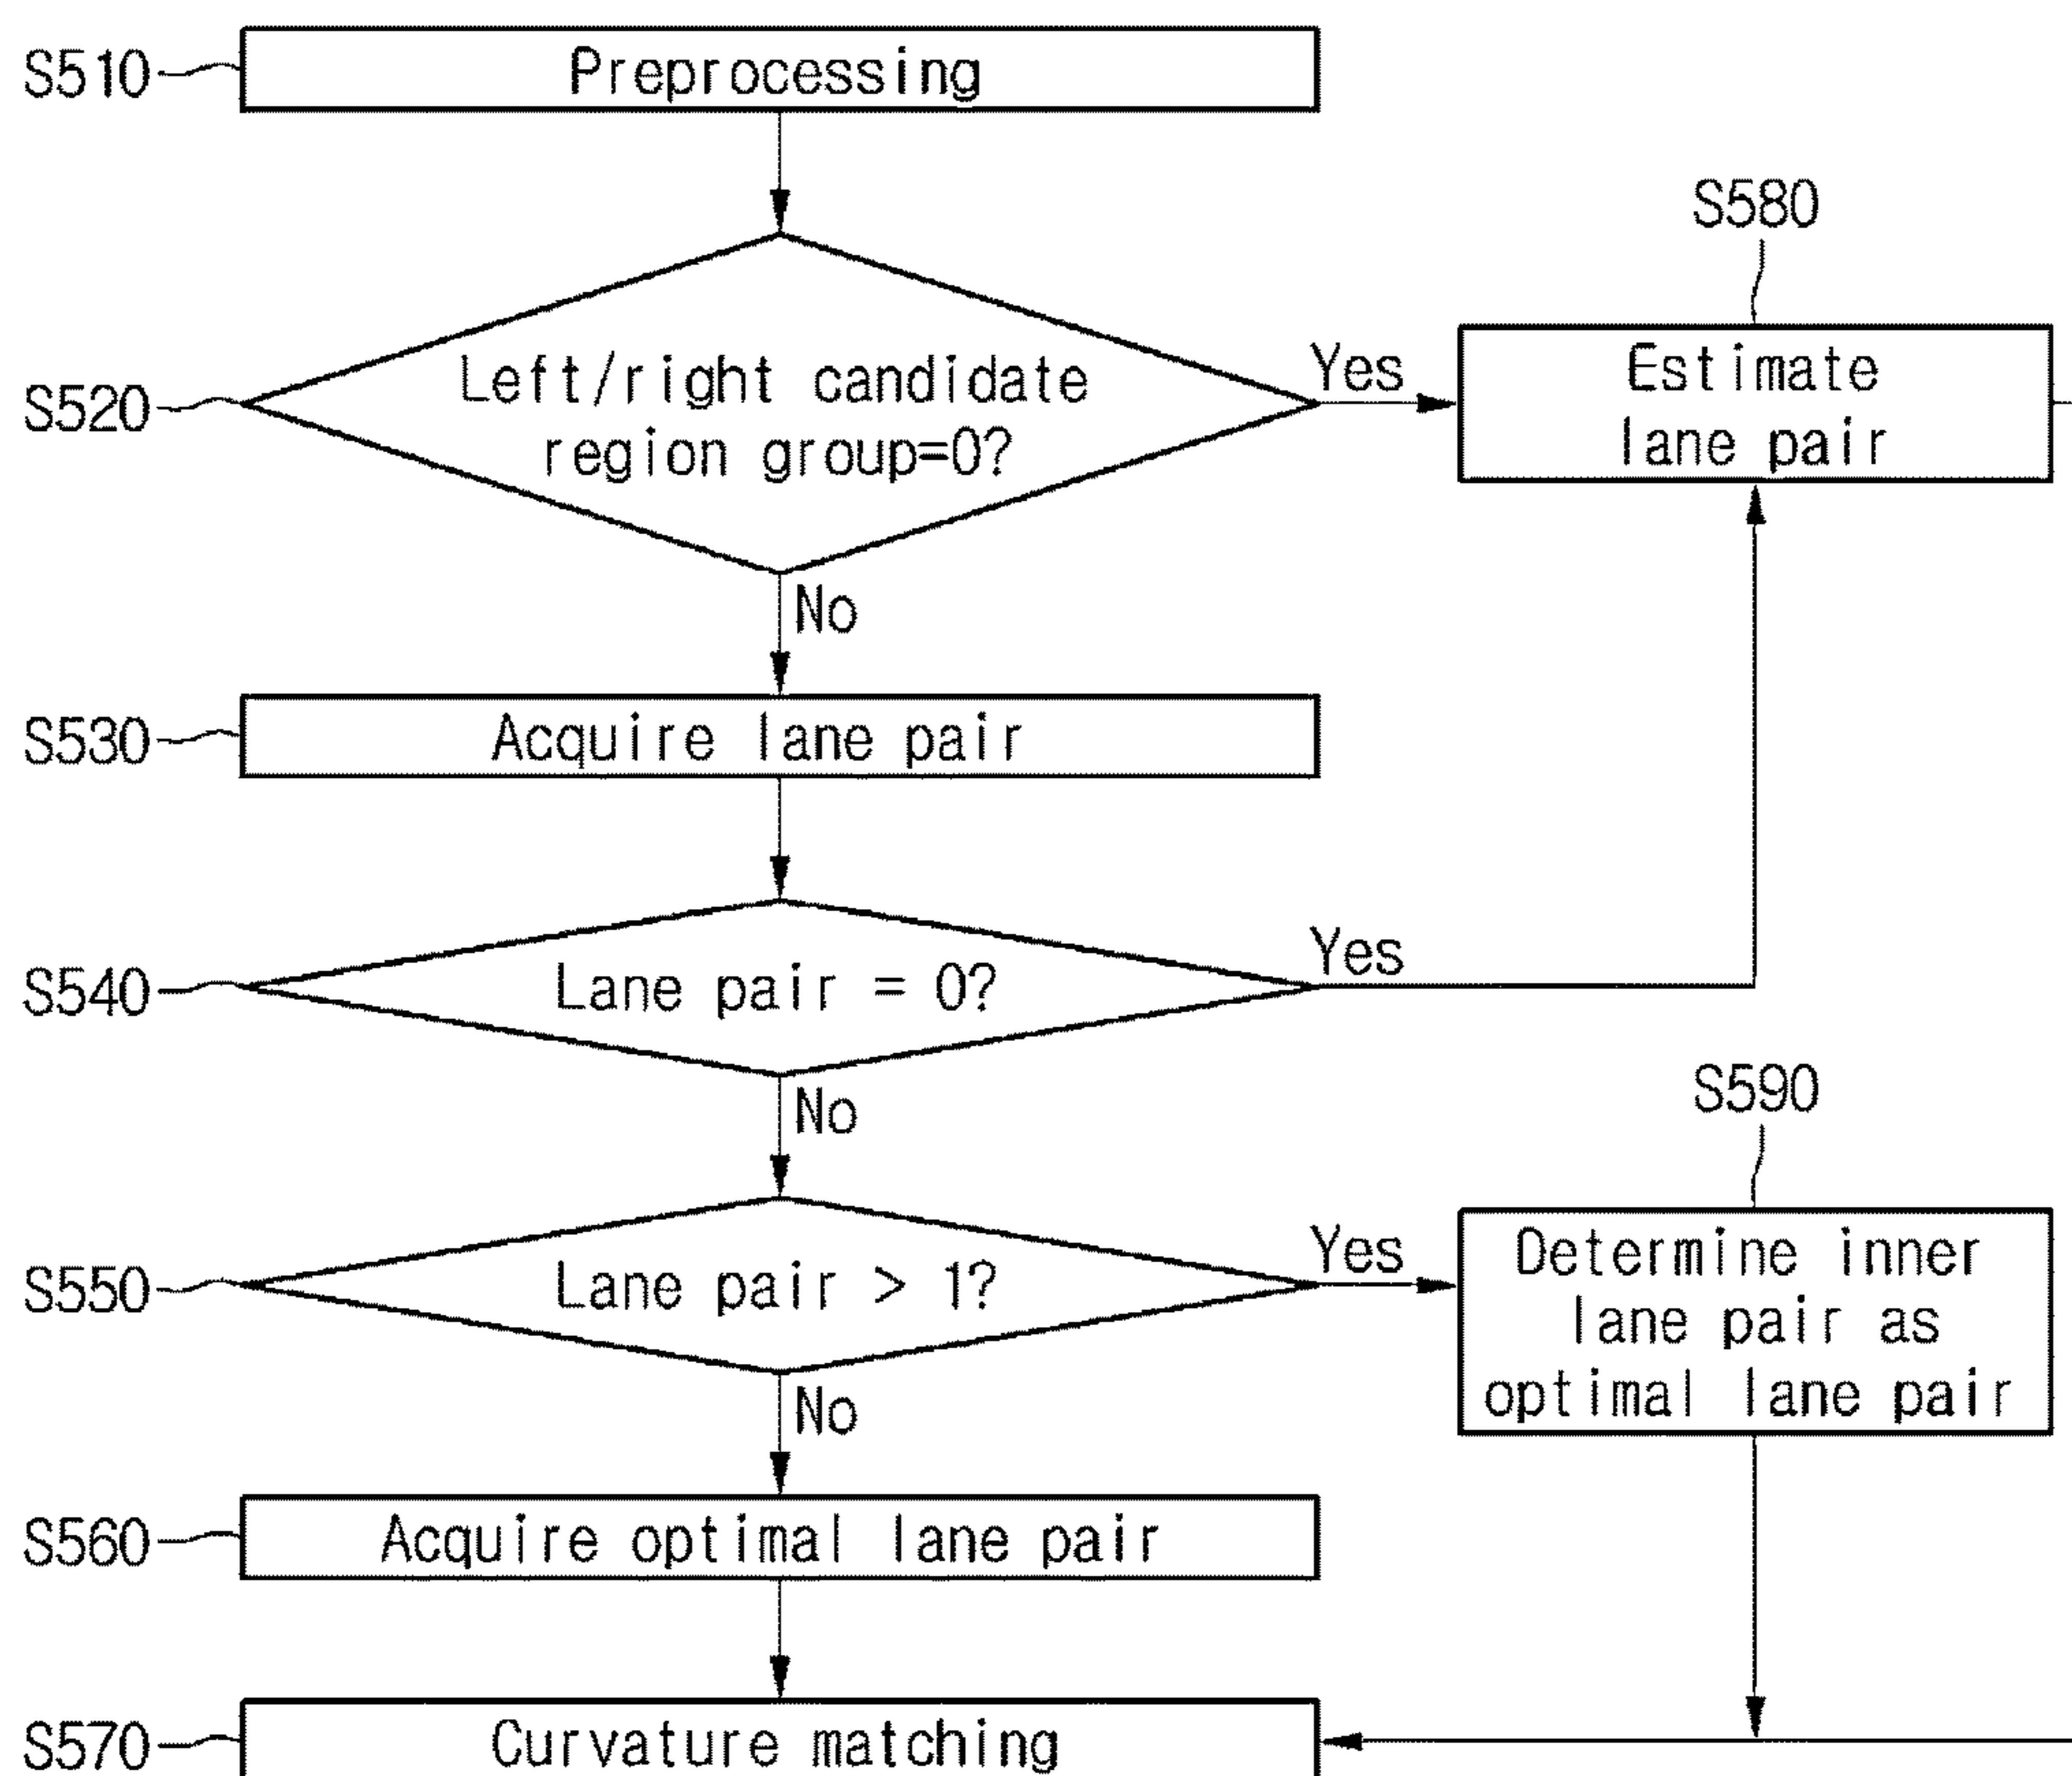 S510
Preprocessing
S580
S520
Left/right candidate
region group=0?
Yes
Estimate
lane pair
No
S530
Acquire lane pair
S540
Lane pair = 0?
Yes
No
S590
S550
Lane pair > 1?
Yes
Determine inner
lane pair as
optimal lane pair
No
S560
Acquire optimal lane pair
S570
Curvature matching